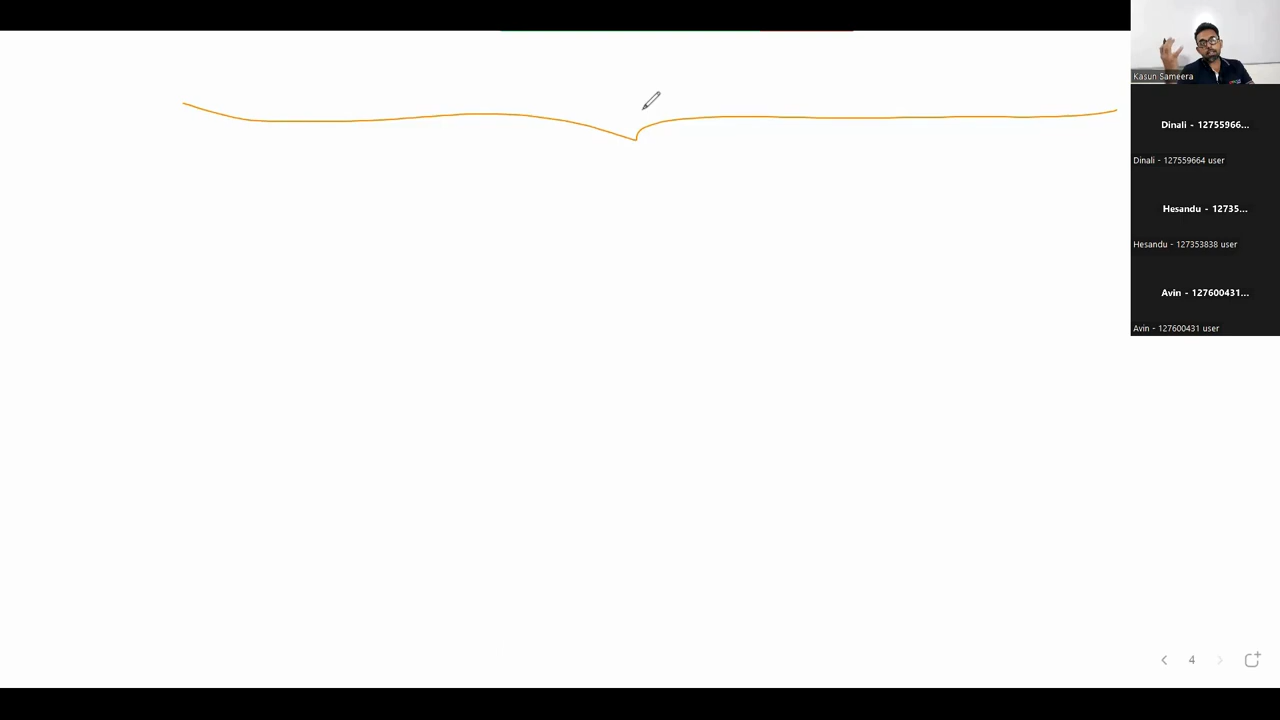 Kasun Sameera
Dinali - 12755966...
Dinali - 127559664 user
Hesandu - 12735...
Hesandu - 127353838 user
Avin - 127600431...
Avin - 127600431 user
4